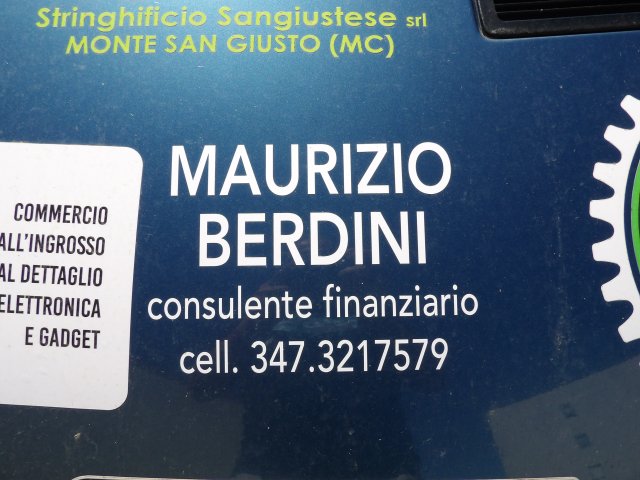 Stringhificio Sangiustese srl
MONTE SAN GIUSTO (MC)
COMMERCIO
ALL'INGROSSO
AL DETTAGLIO
ELETTRONICA
E GADGET
MAURIZIO
BERDINI
consulente finanziario
cell. 347.3217579